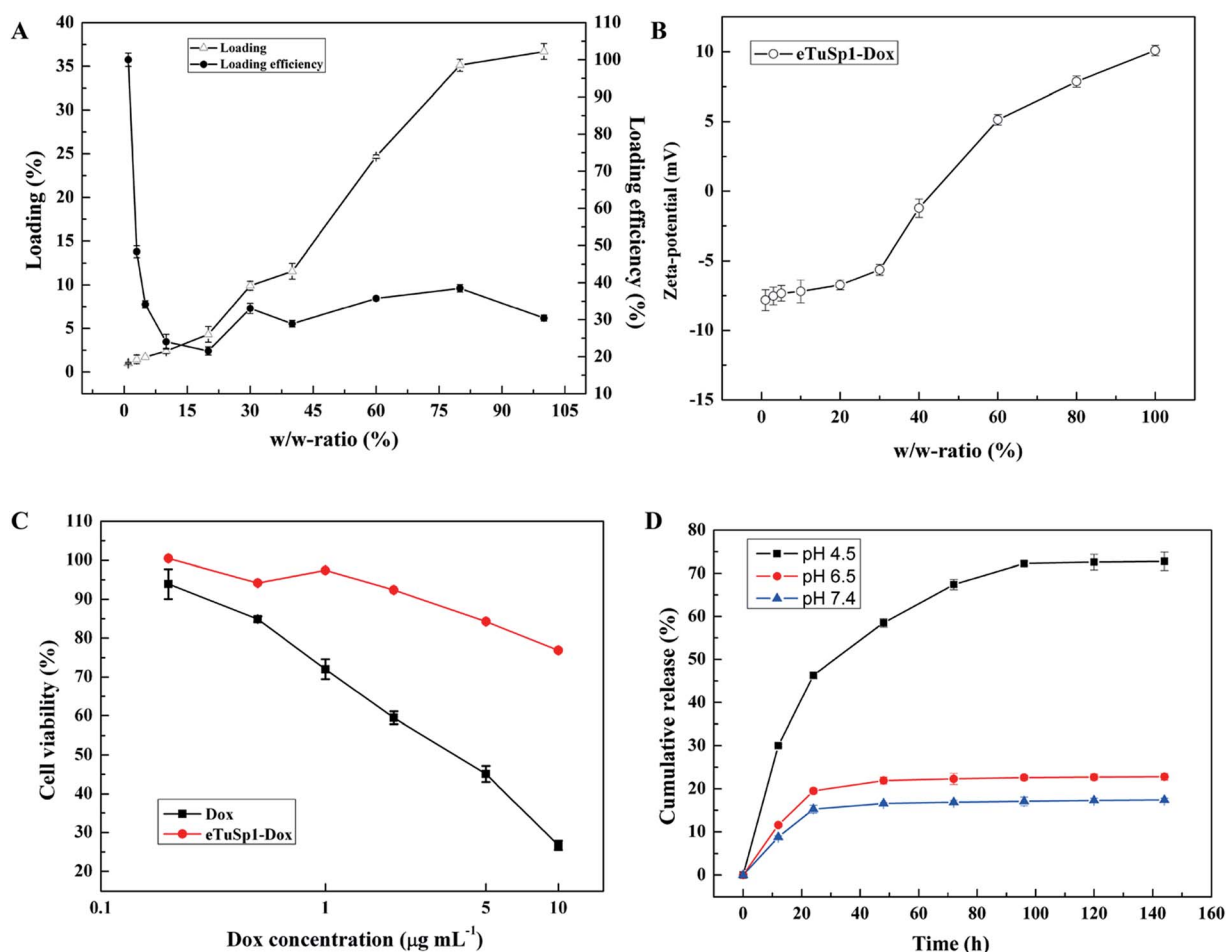 A
Loading
Loading efficiency
40
35
30
25
20
15
10
5
0
Loading (%)
110
100
90
80
70
60
50
40
30
20
10
Loading efficiency (%)
0 15 30 45 60 75 90 105
w/w-ratio (%)
B
eTuSp1-Dox
10
5
0
-5
-10
-15
Zeta-potential (mV)
0 20 40 60 80 100
w/w-ratio (%)
C
110
100
90
80
70
60
50
40
30
20
Cell viability (%)
Dox
eTuSp1-Dox
0.1 1 5 10
Dox concentration (μg mL⁻¹)
D
pH 4.5
pH 6.5
pH 7.4
80
70
60
50
40
30
20
10
0
Cumulative release (%)
0 20 40 60 80 100 120 140 160
Time (h)